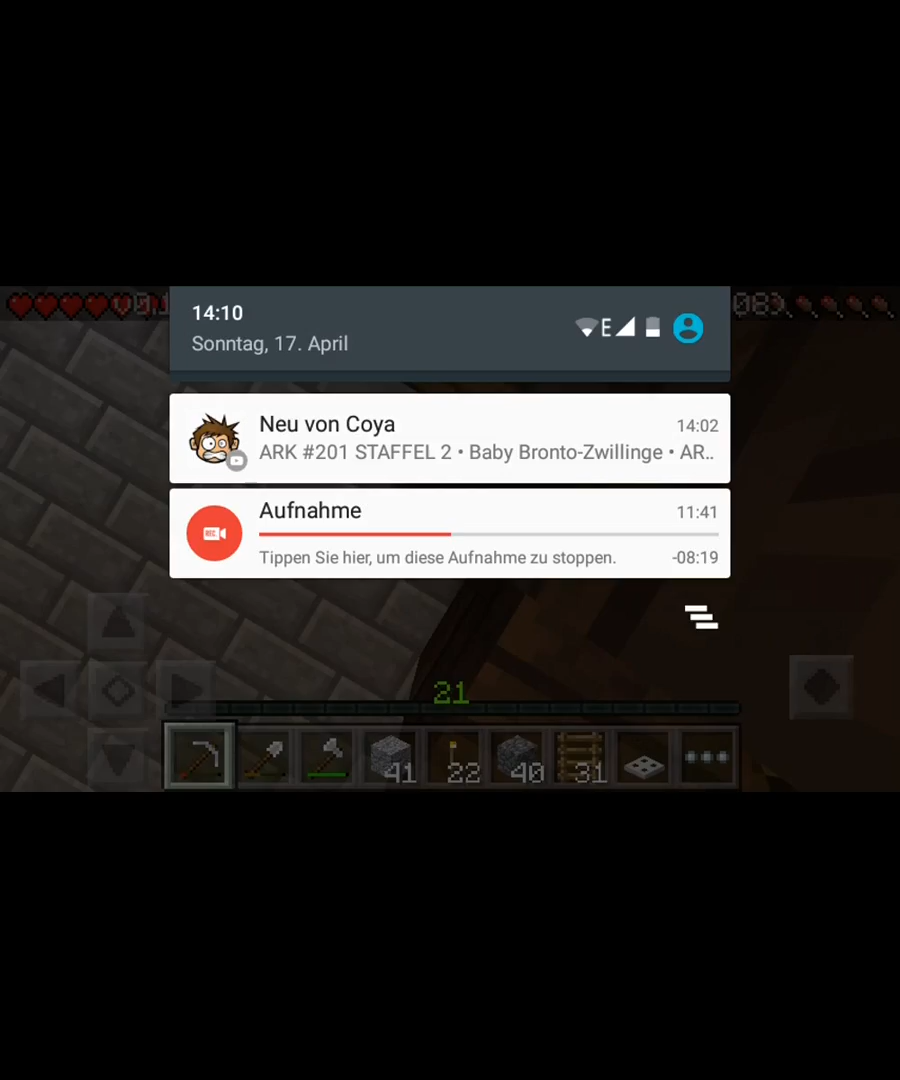 14:10
Sonntag, 17. April
E
Neu von Coya
14:02
ARK #201 STAFFEL 2 • Baby Bronto-Zwillinge • AR..
Aufnahme
11:41
REC
Tippen Sie hier, um diese Aufnahme zu stoppen.
-08:19
21
41
22
40
31